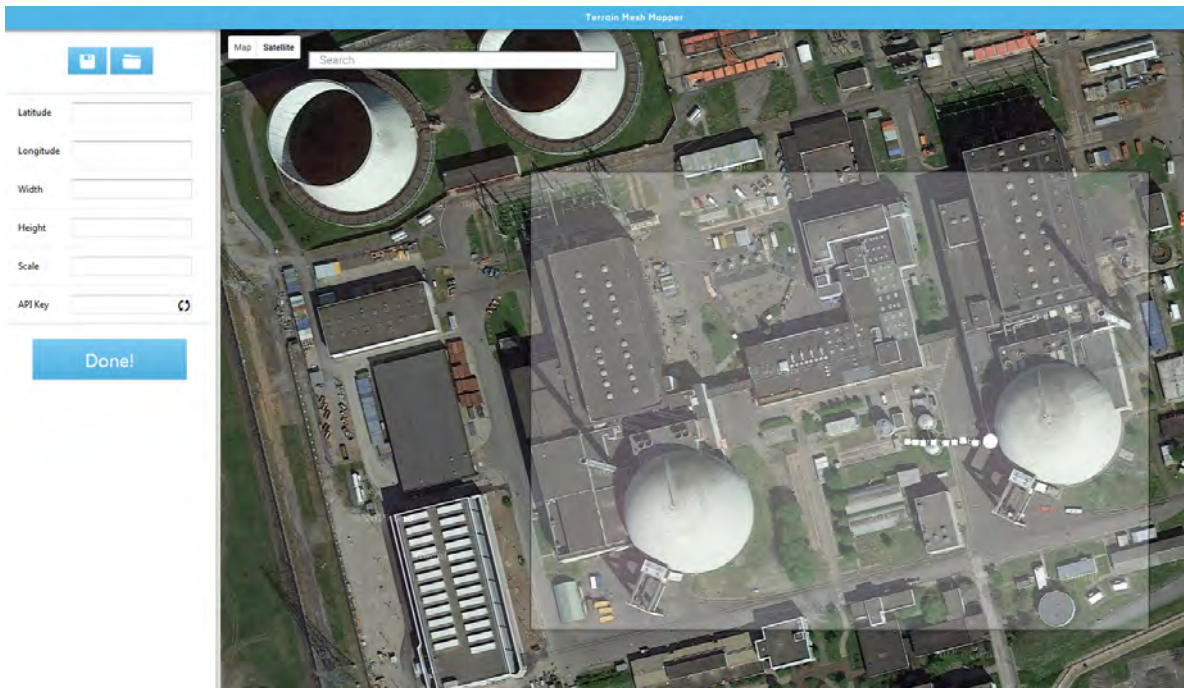 Terrain Mesh Mapper
Map Satellite
Search
Latitude
Longitude
Width
Height
Scale
API Key
Done!